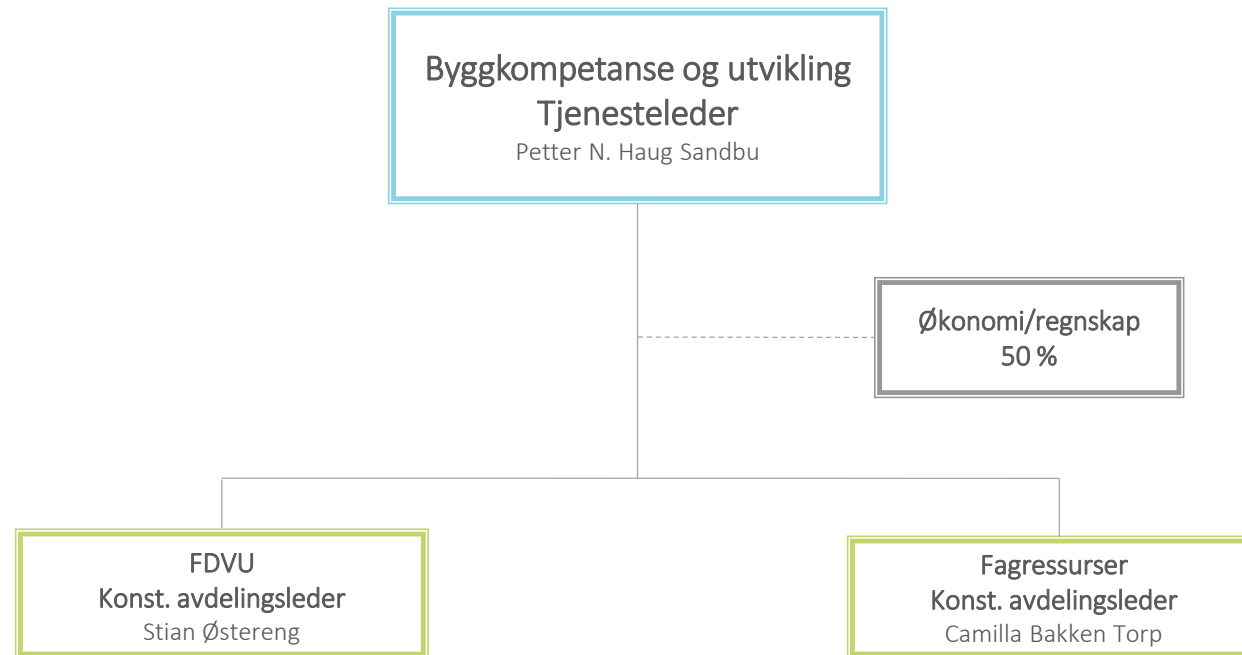 Byggkompetanse og utvikling
Tjenesteleder
Petter N. Haug Sandbu
Økonomi/regnskap
50 %
FDVU
Konst. avdelingsleder
Stian Østereng
Fagressurser
Konst. avdelingsleder
Camilla Bakken Torp